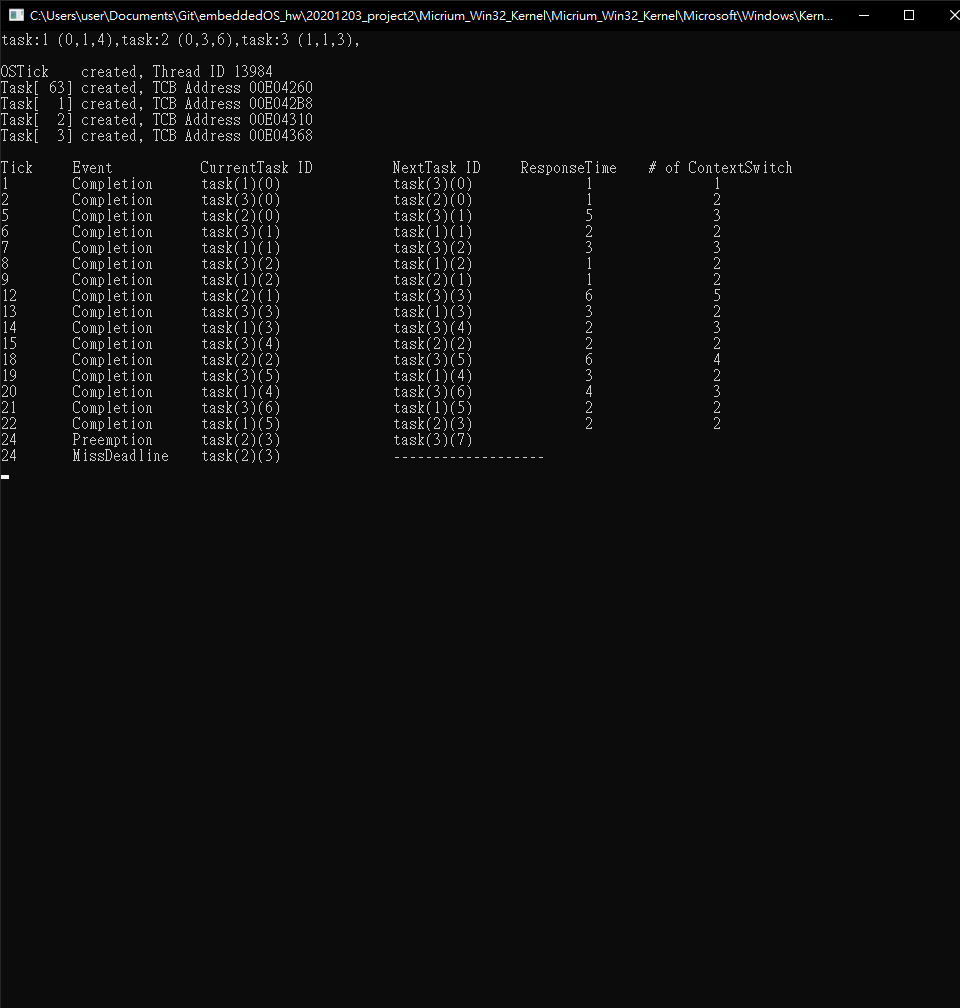 C:\Users\user\Documents\Git\embeddedOS_hw\20201203_project2\Micrium_Win32_Kernel\Micrium_Win32_Kernel\Microsoft\Windows\Kern...
task:1 (0,1,4),task:2 (0,3,6),task:3 (1,1,3),
OSTick    created, Thread ID 13984
Task[ 63] created, TCB Address 00E04260
Task[  1] created, TCB Address 00E042B8
Task[  2] created, TCB Address 00E04310
Task[  3] created, TCB Address 00E04368
Tick Event CurrentTask ID NextTask ID ResponseTime # of ContextSwitch
1 Completion task(1)(0) task(3)(0) 1 1
2 Completion task(3)(0) task(2)(0) 1 2
5 Completion task(2)(0) task(3)(1) 5 3
6 Completion task(3)(1) task(1)(1) 2 2
7 Completion task(1)(1) task(3)(2) 3 3
8 Completion task(3)(2) task(1)(2) 1 2
9 Completion task(1)(2) task(2)(1) 1 2
12 Completion task(2)(1) task(3)(3) 6 5
13 Completion task(3)(3) task(1)(3) 3 2
14 Completion task(1)(3) task(3)(4) 2 3
15 Completion task(3)(4) task(2)(2) 2 2
18 Completion task(2)(2) task(3)(5) 6 4
19 Completion task(3)(5) task(1)(4) 3 2
20 Completion task(1)(4) task(3)(6) 4 3
21 Completion task(3)(6) task(1)(5) 2 2
22 Completion task(1)(5) task(2)(3) 2 2
24 Preemption task(2)(3) task(3)(7)
24 MissDeadline task(2)(3) -------------------